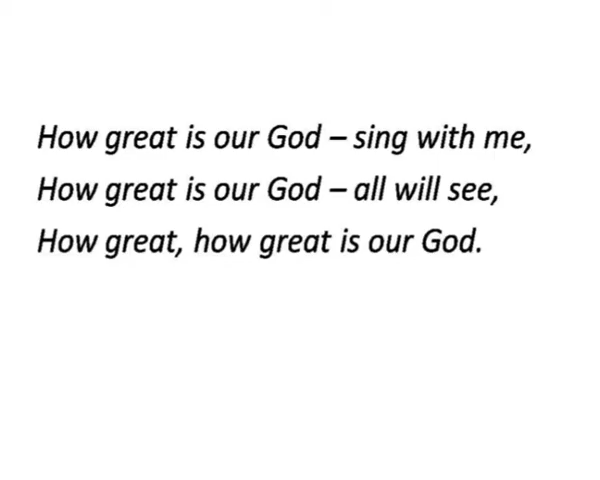 How great is our God – sing with me,
How great is our God – all will see,
How great, how great is our God.